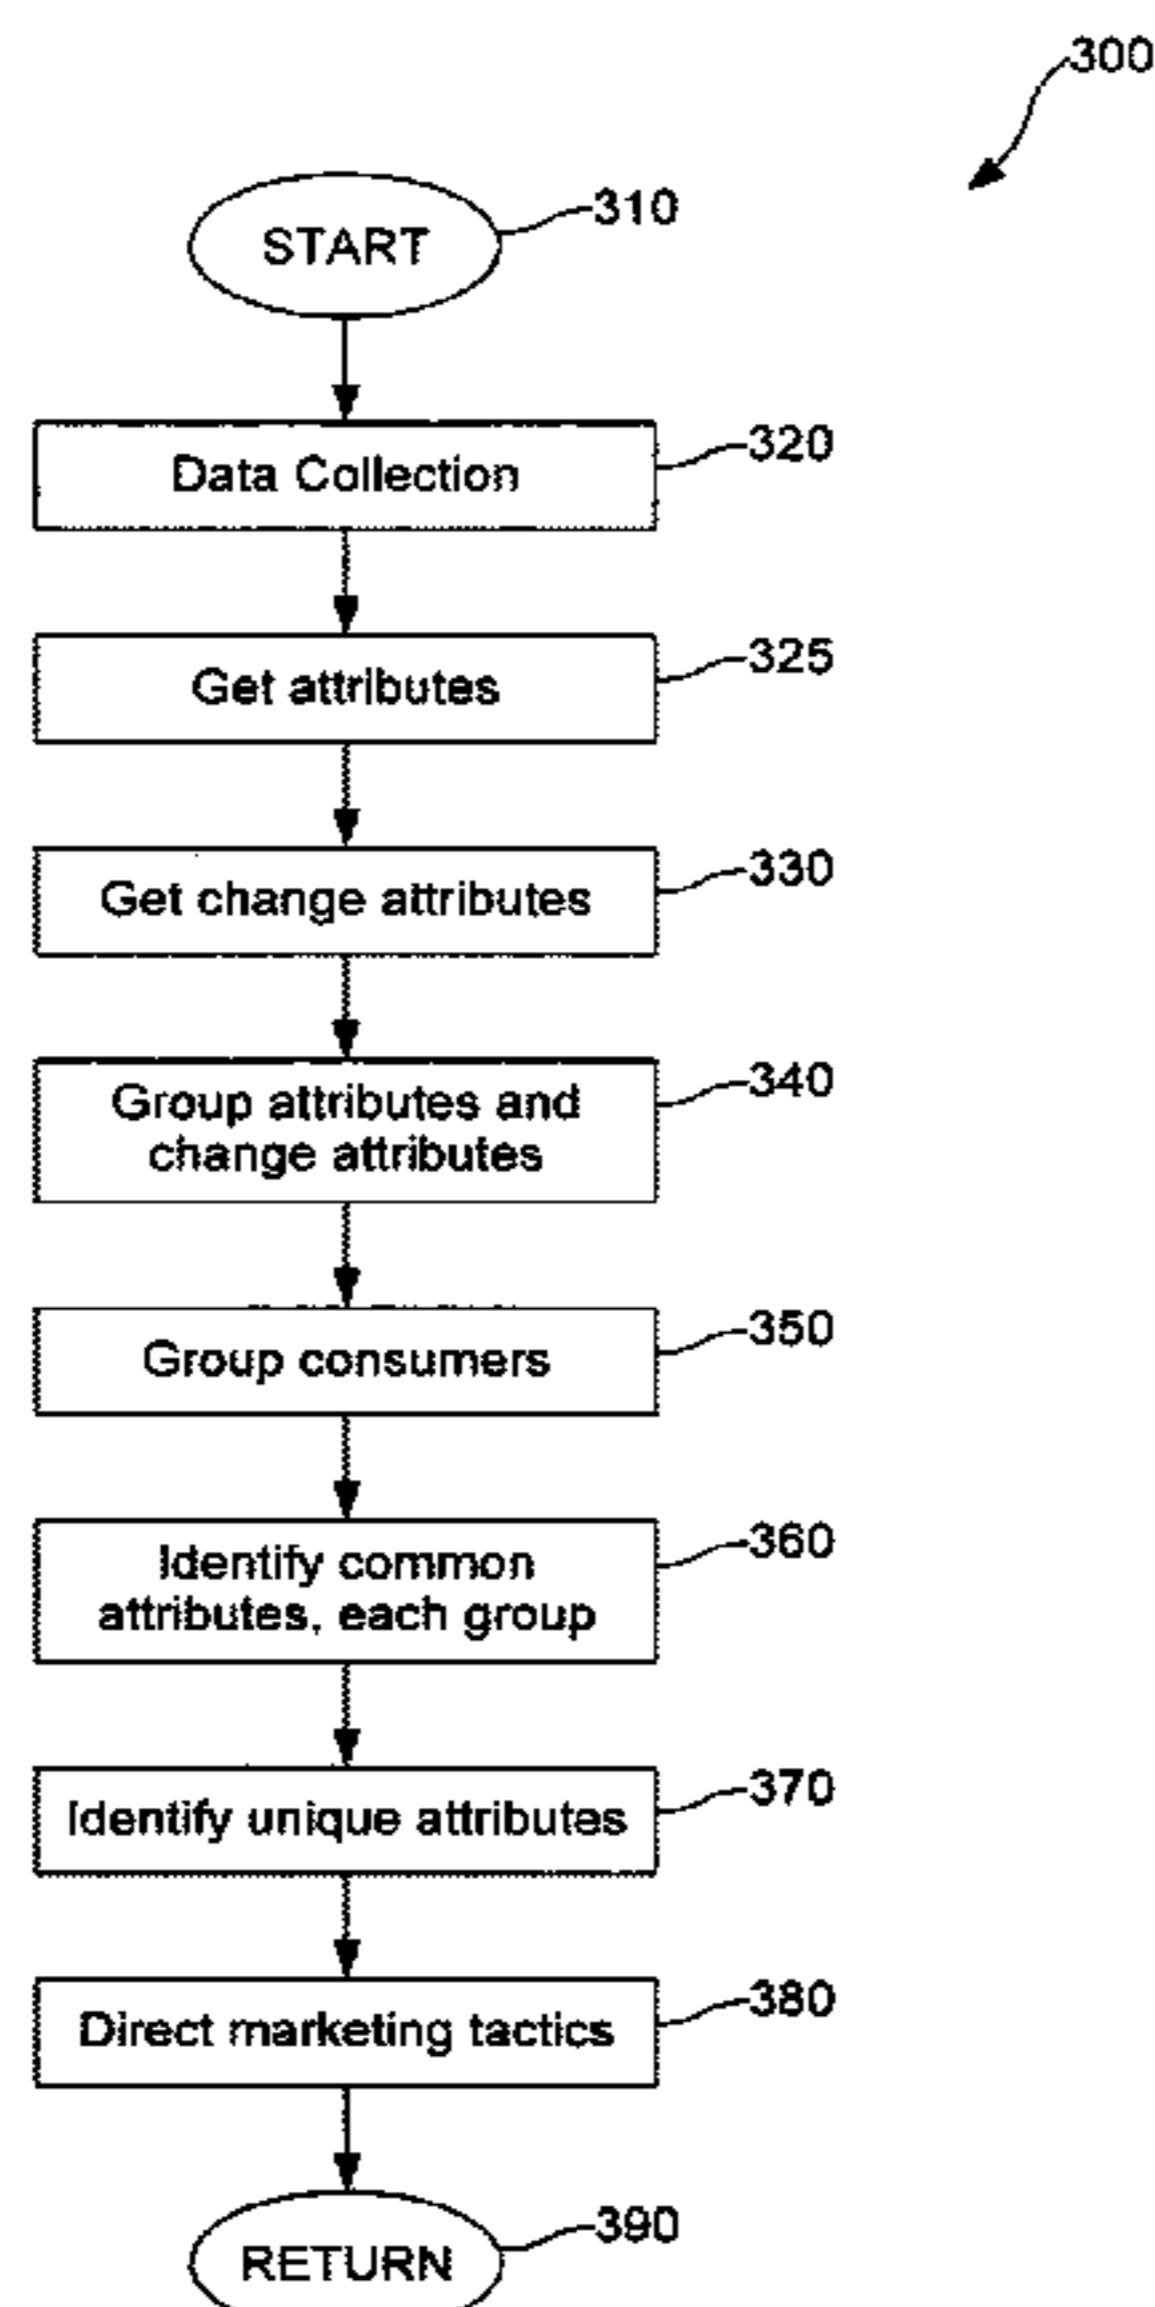 300
START
310
Data Collection
320
Get attributes
325
Get change attributes
330
Group attributes and
change attributes
340
Group consumers
350
Identify common
attributes, each group
360
Identify unique attributes
370
Direct marketing tactics
380
RETURN
390